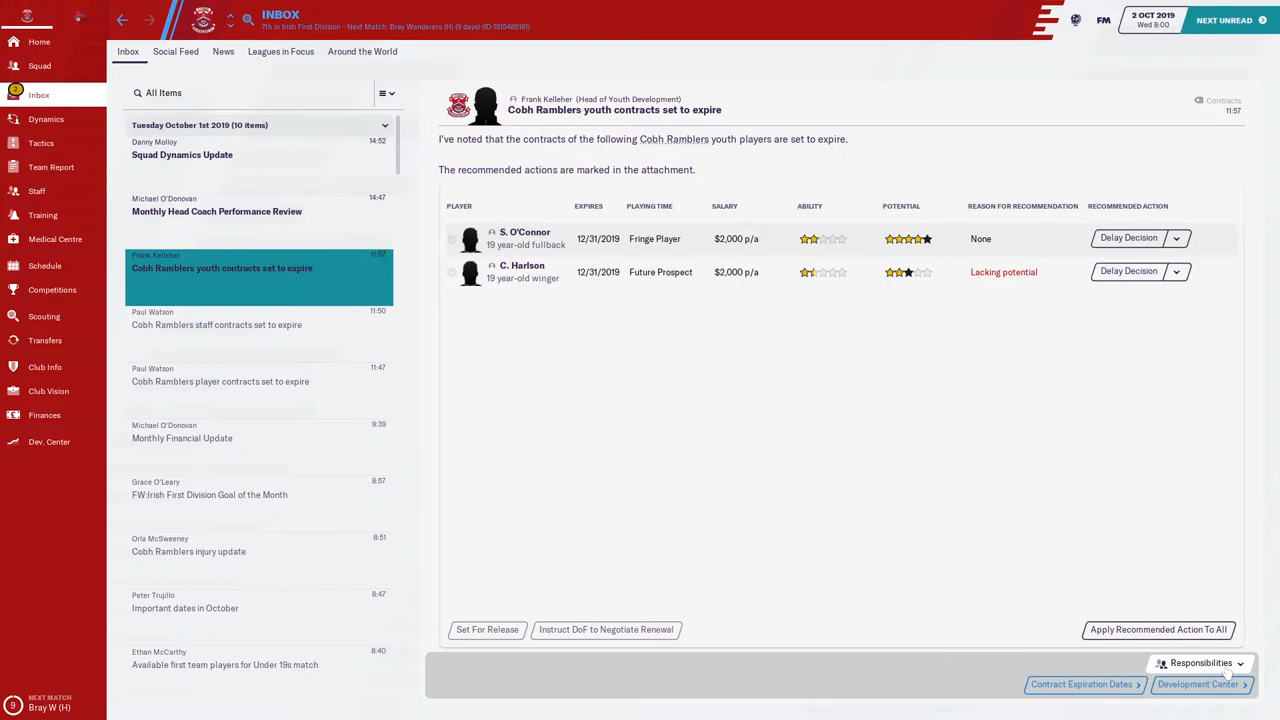 INBOX
7th in Irish First Division - Next Match: Bray Wanderers (H) (9 days) (ID:1915485181)
FM
2 OCT 2019
Wed 8:00
NEXT UNREAD
Home
Squad
2
Inbox
Dynamics
Tactics
Team Report
Staff
Training
Medical Centre
Schedule
Competitions
Scouting
Transfers
Club Info
Club Vision
Finances
Dev. Center
9
NEXT MATCH
Bray W (H)
Inbox Social Feed News Leagues in Focus Around the World
All Items
Tuesday October 1st 2019 (10 items)
Danny Molloy 14:52
Squad Dynamics Update
Michael O'Donovan 14:47
Monthly Head Coach Performance Review
Frank Kelleher 11:57
Cobh Ramblers youth contracts set to expire
Paul Watson 11:50
Cobh Ramblers staff contracts set to expire
Paul Watson 11:47
Cobh Ramblers player contracts set to expire
Michael O'Donovan 9:39
Monthly Financial Update
Grace O'Leary 8:57
FW:Irish First Division Goal of the Month
Orla McSweeney 8:51
Cobh Ramblers injury update
Peter Trujillo 8:47
Important dates in October
Ethan McCarthy 8:40
Available first team players for Under 19s match
Frank Kelleher (Head of Youth Development)
Cobh Ramblers youth contracts set to expire
Contracts
11:57
I've noted that the contracts of the following Cobh Ramblers youth players are set to expire.
The recommended actions are marked in the attachment.
PLAYER EXPIRES PLAYING TIME SALARY ABILITY POTENTIAL REASON FOR RECOMMENDATION RECOMMENDED ACTION
S. O'Connor
19 year-old fullback 12/31/2019 Fringe Player $2,000 p/a None Delay Decision
C. Harlson
19 year-old winger 12/31/2019 Future Prospect $2,000 p/a Lacking potential Delay Decision
Set For Release Instruct DoF to Negotiate Renewal Apply Recommended Action To All
Responsibilities
Contract Expiration Dates Development Center